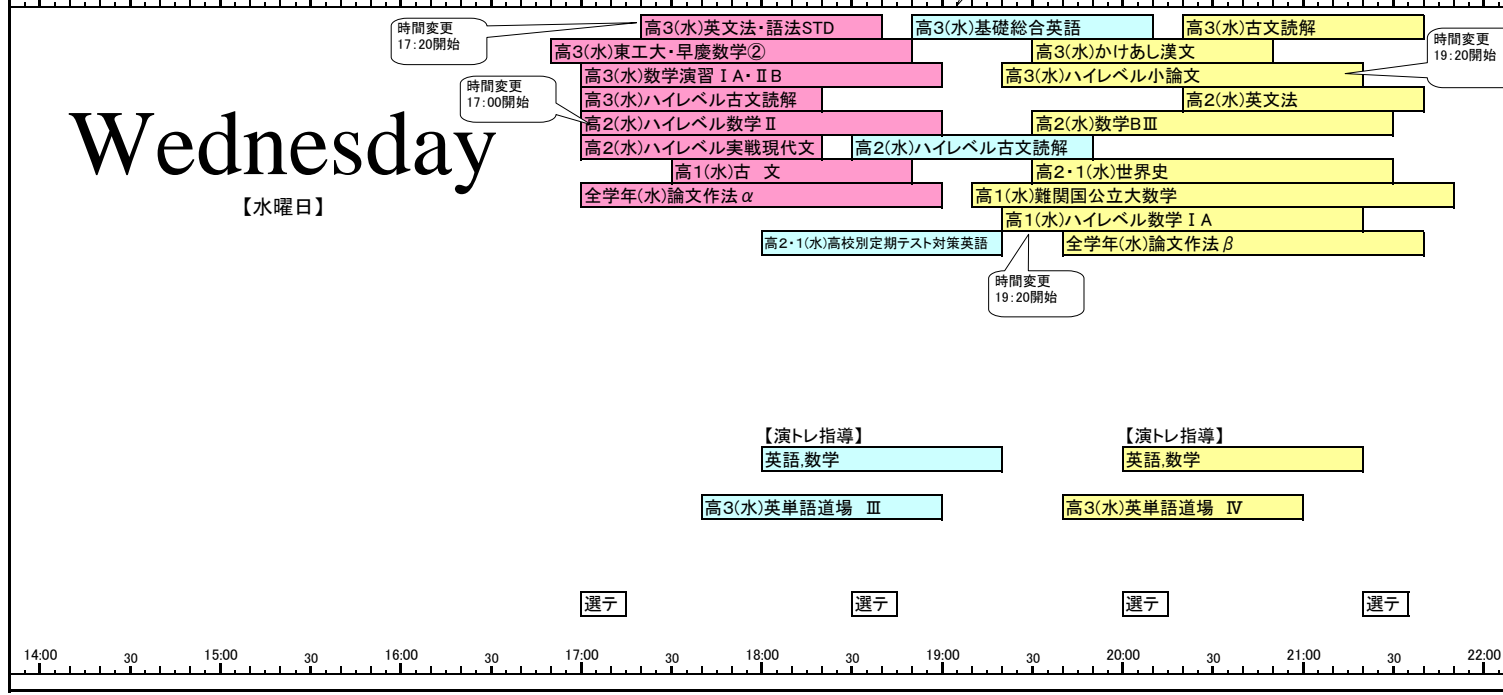 時間変更
17:20開始
高3(水)英文法・語法STD
高3(水)基礎総合英語
高3(水)古文読解
高3(水)東工大・早慶数学②
高3(水)かけあし漢文
時間変更
19:20開始
高3(水)数学演習ⅠA・ⅡB
高3(水)ハイレベル小論文
時間変更
17:00開始
高3(水)ハイレベル古文読解
高2(水)英文法
高2(水)ハイレベル数学Ⅱ
高2(水)数学BⅢ
Wednesday
【水曜日】
高2(水)ハイレベル実戦現代文
高2(水)ハイレベル古文読解
高1(水)古 文
高2・1(水)世界史
全学年(水)論文作法α
高1(水)難関国公立大数学
高1(水)ハイレベル数学ⅠA
高2・1(水)高校別定期テスト対策英語
全学年(水)論文作法β
時間変更
19:20開始
【演トレ指導】
【演トレ指導】
英語,数学
英語,数学
高3(水)英単語道場 Ⅲ
高3(水)英単語道場 Ⅳ
選テ
選テ
選テ
選テ
14:00 30 15:00 30 16:00 30 17:00 30 18:00 30 19:00 30 20:00 30 21:00 30 22:00